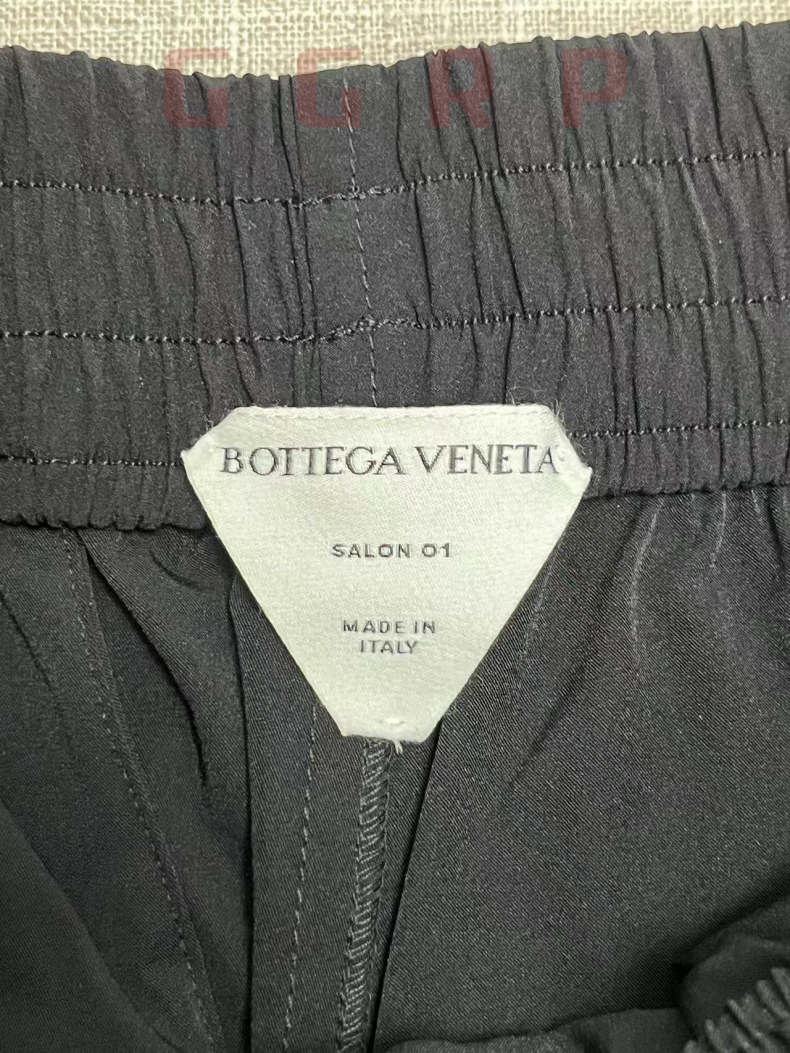 GGRP
BOTTEGA VENETA
SALON 01
MADE IN
ITALY